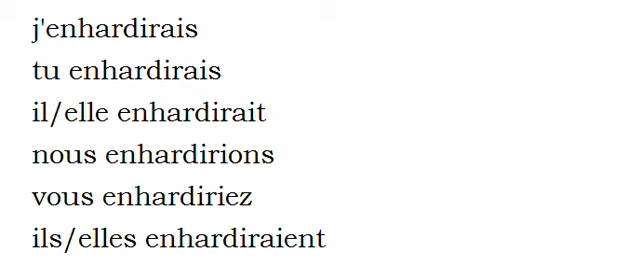 j'enhardirais
tu enhardirais
il/elle enhardirait
nous enhardirions
vous enhardiriez
ils/elles enhardiraient